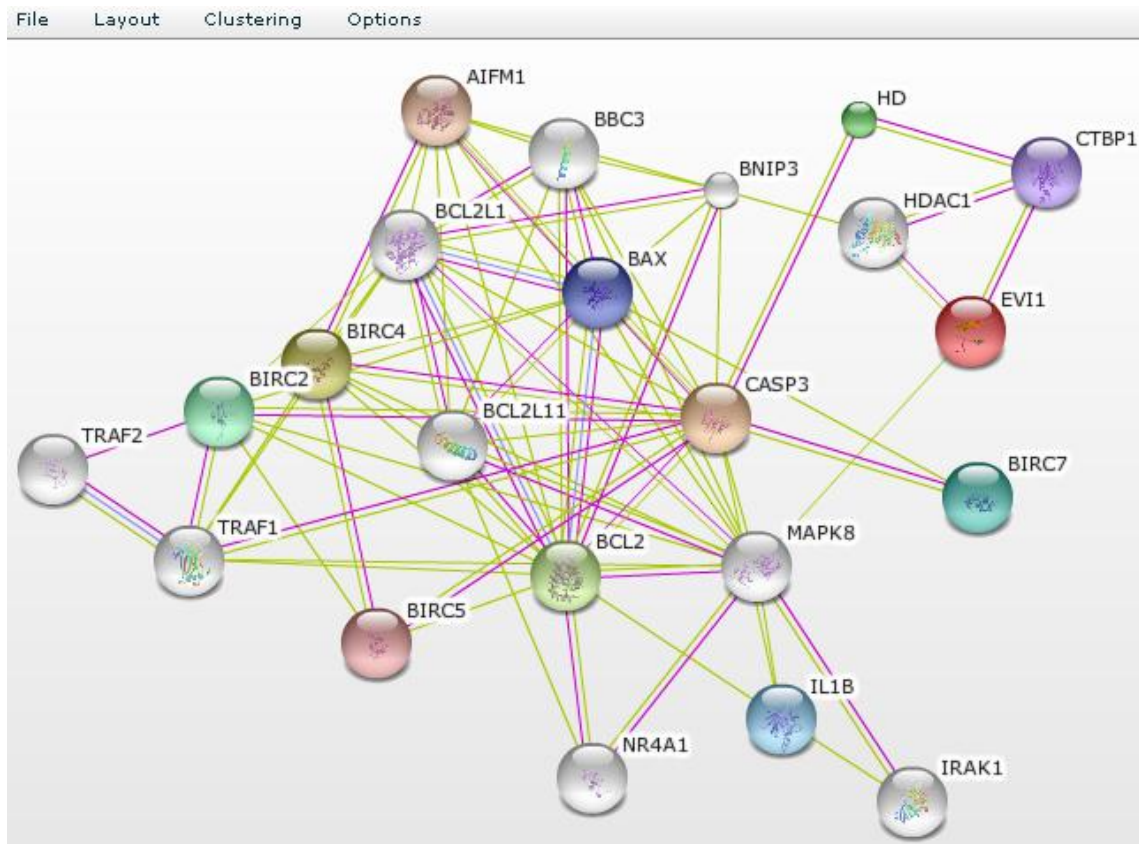 File Layout Clustering Options
AIFM1
HD
BBC3
CTBP1
BNIP3
HDAC1
BCL2L1
BAX
EVI1
BIRC4
BIRC2
CASP3
BCL2L11
TRAF2
BIRC7
TRAF1
BCL2
MAPK8
BIRC5
IL1B
NR4A1
IRAK1